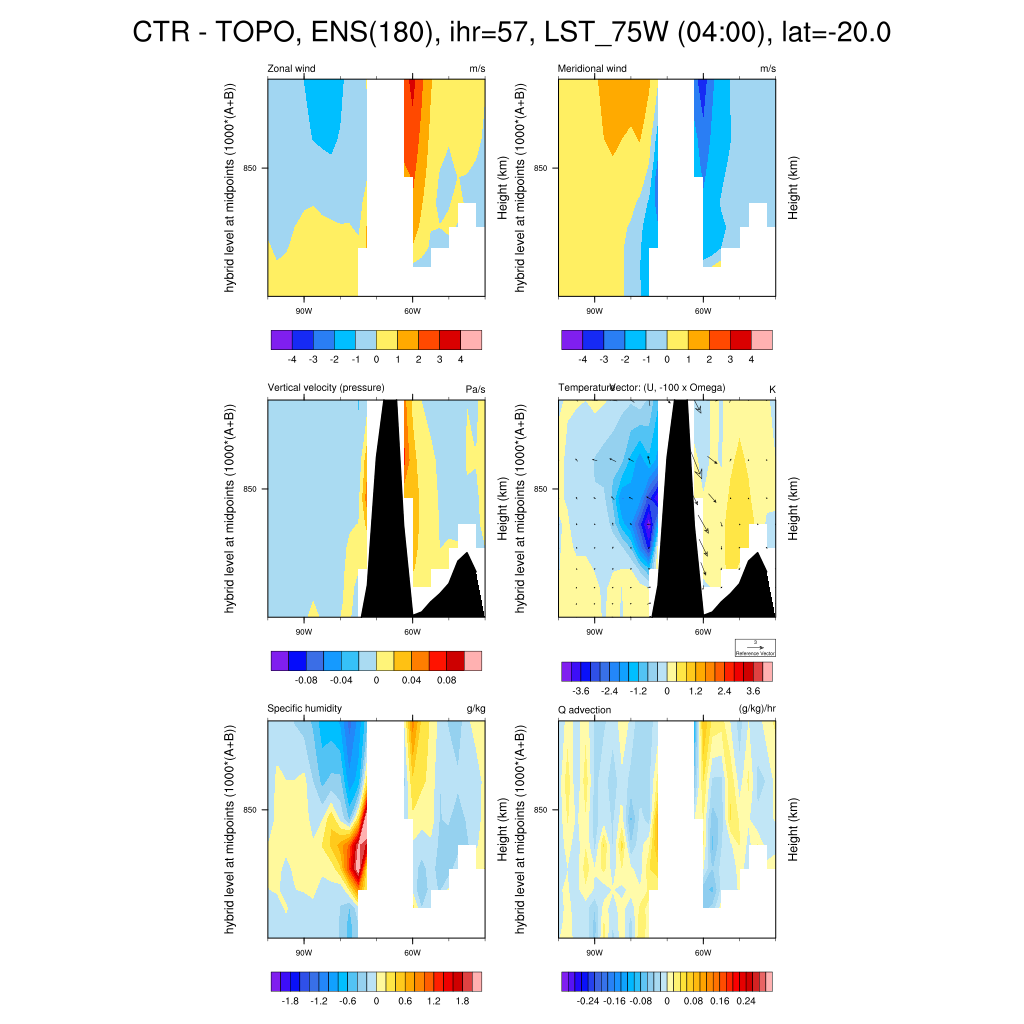 CTR - TOPO, ENS(180), ihr=57, LST_75W (04:00), lat=-20.0
Zonal wind m/s
hybrid level at midpoints (1000*(A+B))
850
Height (km)
90W 60W
-4 -3 -2 -1 0 1 2 3 4
Meridional wind m/s
hybrid level at midpoints (1000*(A+B))
850
Height (km)
90W 60W
-4 -3 -2 -1 0 1 2 3 4
Vertical velocity (pressure) Pa/s
hybrid level at midpoints (1000*(A+B))
850
Height (km)
90W 60W
-0.08 -0.04 0 0.04 0.08
Temperature Vector: (U, -100 x Omega) K
hybrid level at midpoints (1000*(A+B))
850
Height (km)
90W 60W
3
Reference Vector
-3.6 -2.4 -1.2 0 1.2 2.4 3.6
Specific humidity g/kg
hybrid level at midpoints (1000*(A+B))
850
Height (km)
90W 60W
-1.8 -1.2 -0.6 0 0.6 1.2 1.8
Q advection (g/kg)/hr
hybrid level at midpoints (1000*(A+B))
850
Height (km)
90W 60W
-0.24 -0.16 -0.08 0 0.08 0.16 0.24